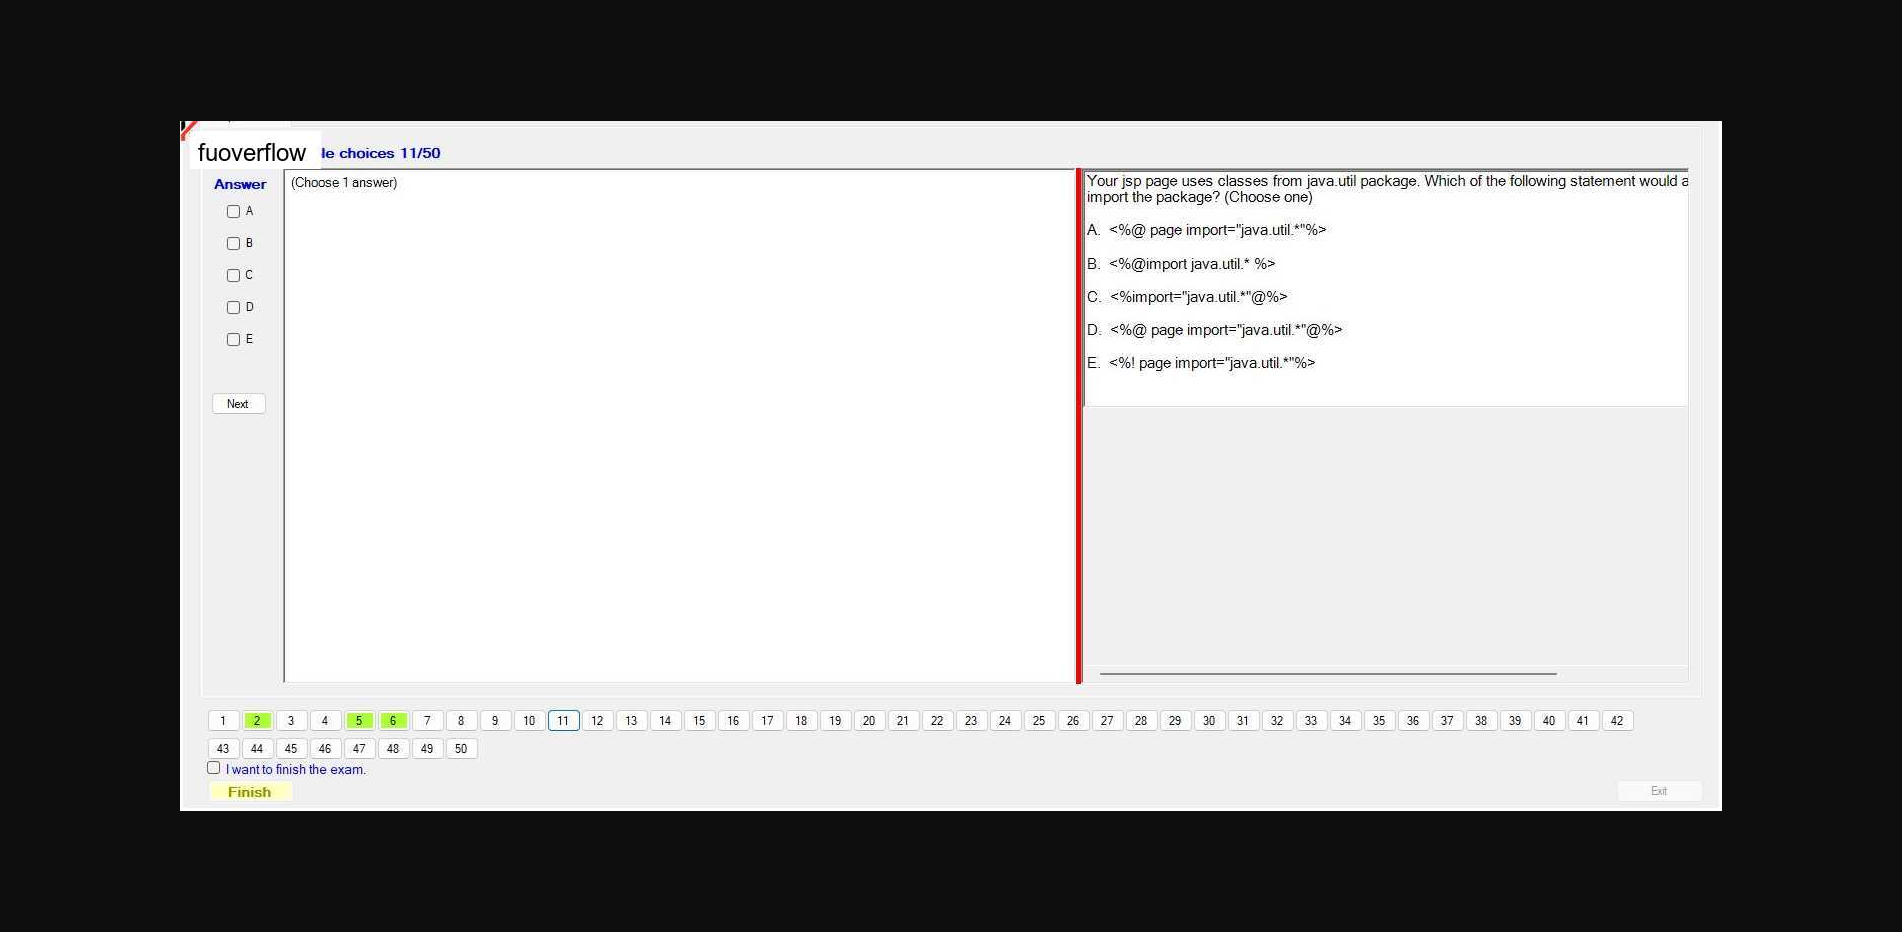 fuoverflow le choices 11/50
Answer
(Choose 1 answer)
A
B
C
D
E
Next
Your jsp page uses classes from java.util package. Which of the following statement would a
import the package? (Choose one)
A. <%@ page import="java.util.*"%>
B. <%@import java.util.* %>
C. <%import="java.util.*"@%>
D. <%@ page import="java.util.*"@%>
E. <%! page import="java.util.*"%>
1 2 3 4 5 6 7 8 9 10 11 12 13 14 15 16 17 18 19 20 21 22 23 24 25 26 27 28 29 30 31 32 33 34 35 36 37 38 39 40 41 42
43 44 45 46 47 48 49 50
I want to finish the exam.
Finish
Exit